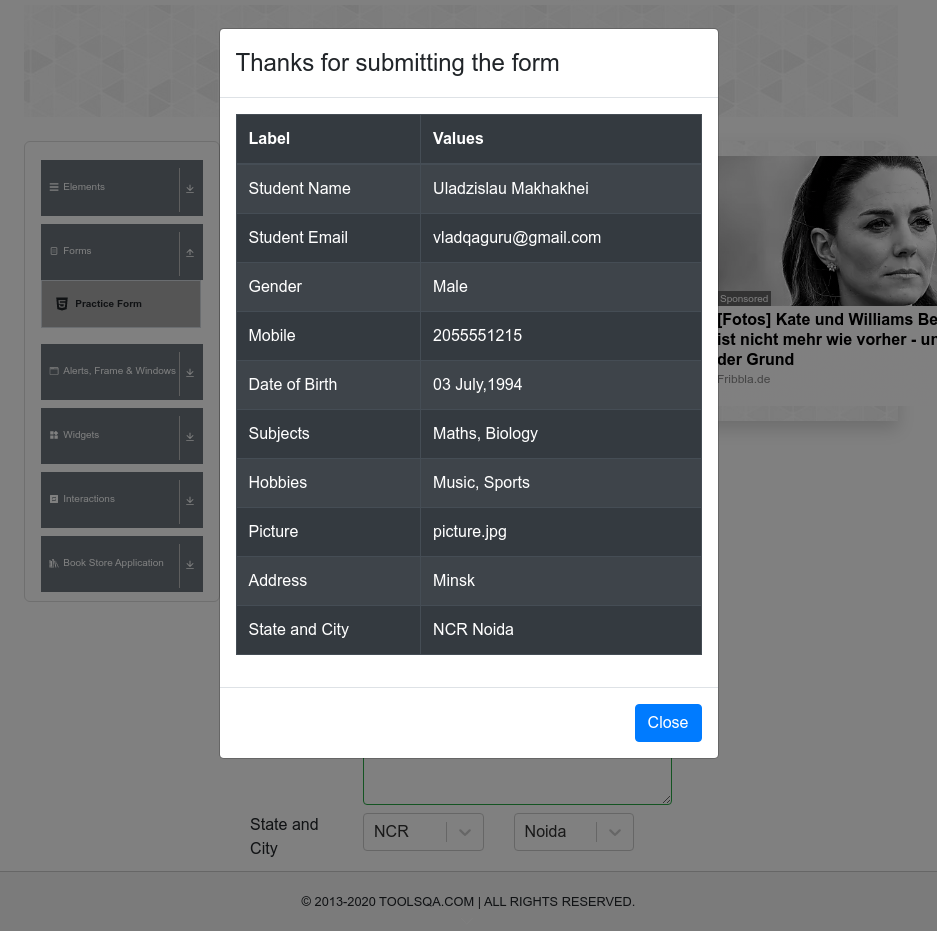 Thanks for submitting the form
Label Values
Student Name Uladzislau Makhakhei
Student Email vladqaguru@gmail.com
Gender Male
Mobile 2055551215
Date of Birth 03 July,1994
Subjects Maths, Biology
Hobbies Music, Sports
Picture picture.jpg
Address Minsk
State and City NCR Noida
Close
Elements
Forms
Practice Form
Alerts, Frame & Windows
Widgets
Interactions
Book Store Application
Sponsored
[Fotos] Kate und Williams Be
ist nicht mehr wie vorher - un
der Grund
Fribbla.de
State and
City
NCR
Noida
© 2013-2020 TOOLSQA.COM | ALL RIGHTS RESERVED.